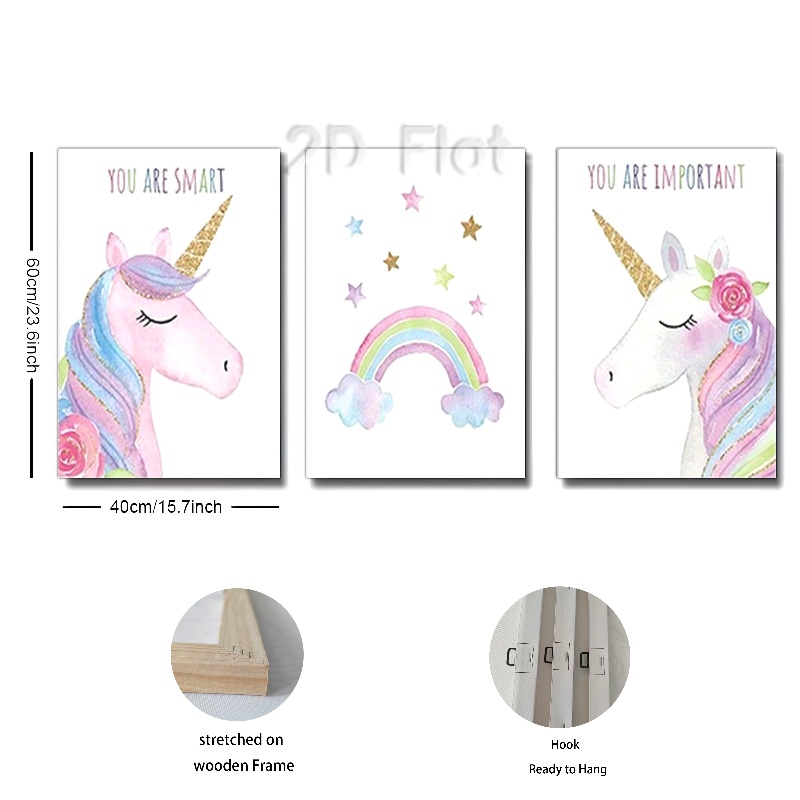 2D Flat
YOU ARE SMART
YOU ARE IMPORTANT
60cm/23.6inch
40cm/15.7inch
stretched on
wooden Frame
Hook
Ready to Hang